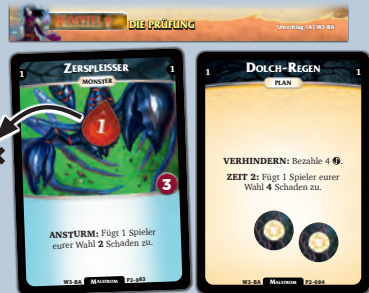 DIE PRÜFUNG
Umschlag 1A | W3-BA
1 ZERSPLEISSER 1
MONSTER
1
3
ANSTURM: Fügt 1 Spieler
eurer Wahl 2 Schaden zu.
W3-BA MALSTROM P2-083
1 DOLCH-REGEN 1
PLAN
VERHINDERN: Bezahle 4 .
ZEIT 2: Fügt 1 Spieler eurer
Wahl 4 Schaden zu.
W3-BA MALSTROM P2-084